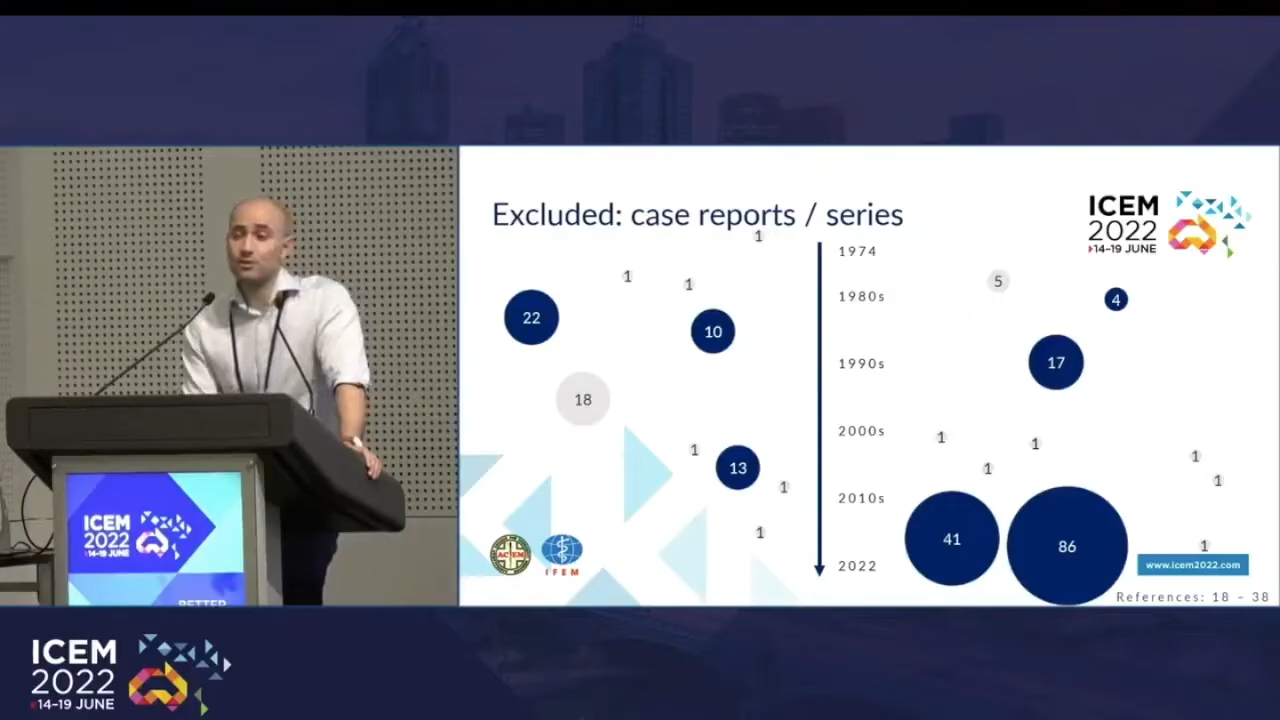 Excluded: case reports / series
ICEM
2022
14-19 JUNE
1
1974
1
1
5
1980s
4
22
10
17
1990s
18
2000s
1
1
1
1
1
13
1
1
2010s
1
41
86
1
2022
www.icem2022.com
ACEM
IFEM
References: 18 – 38
ICEM
2022
14-19 JUNE
BETTER
ICEM
2022
14-19 JUNE